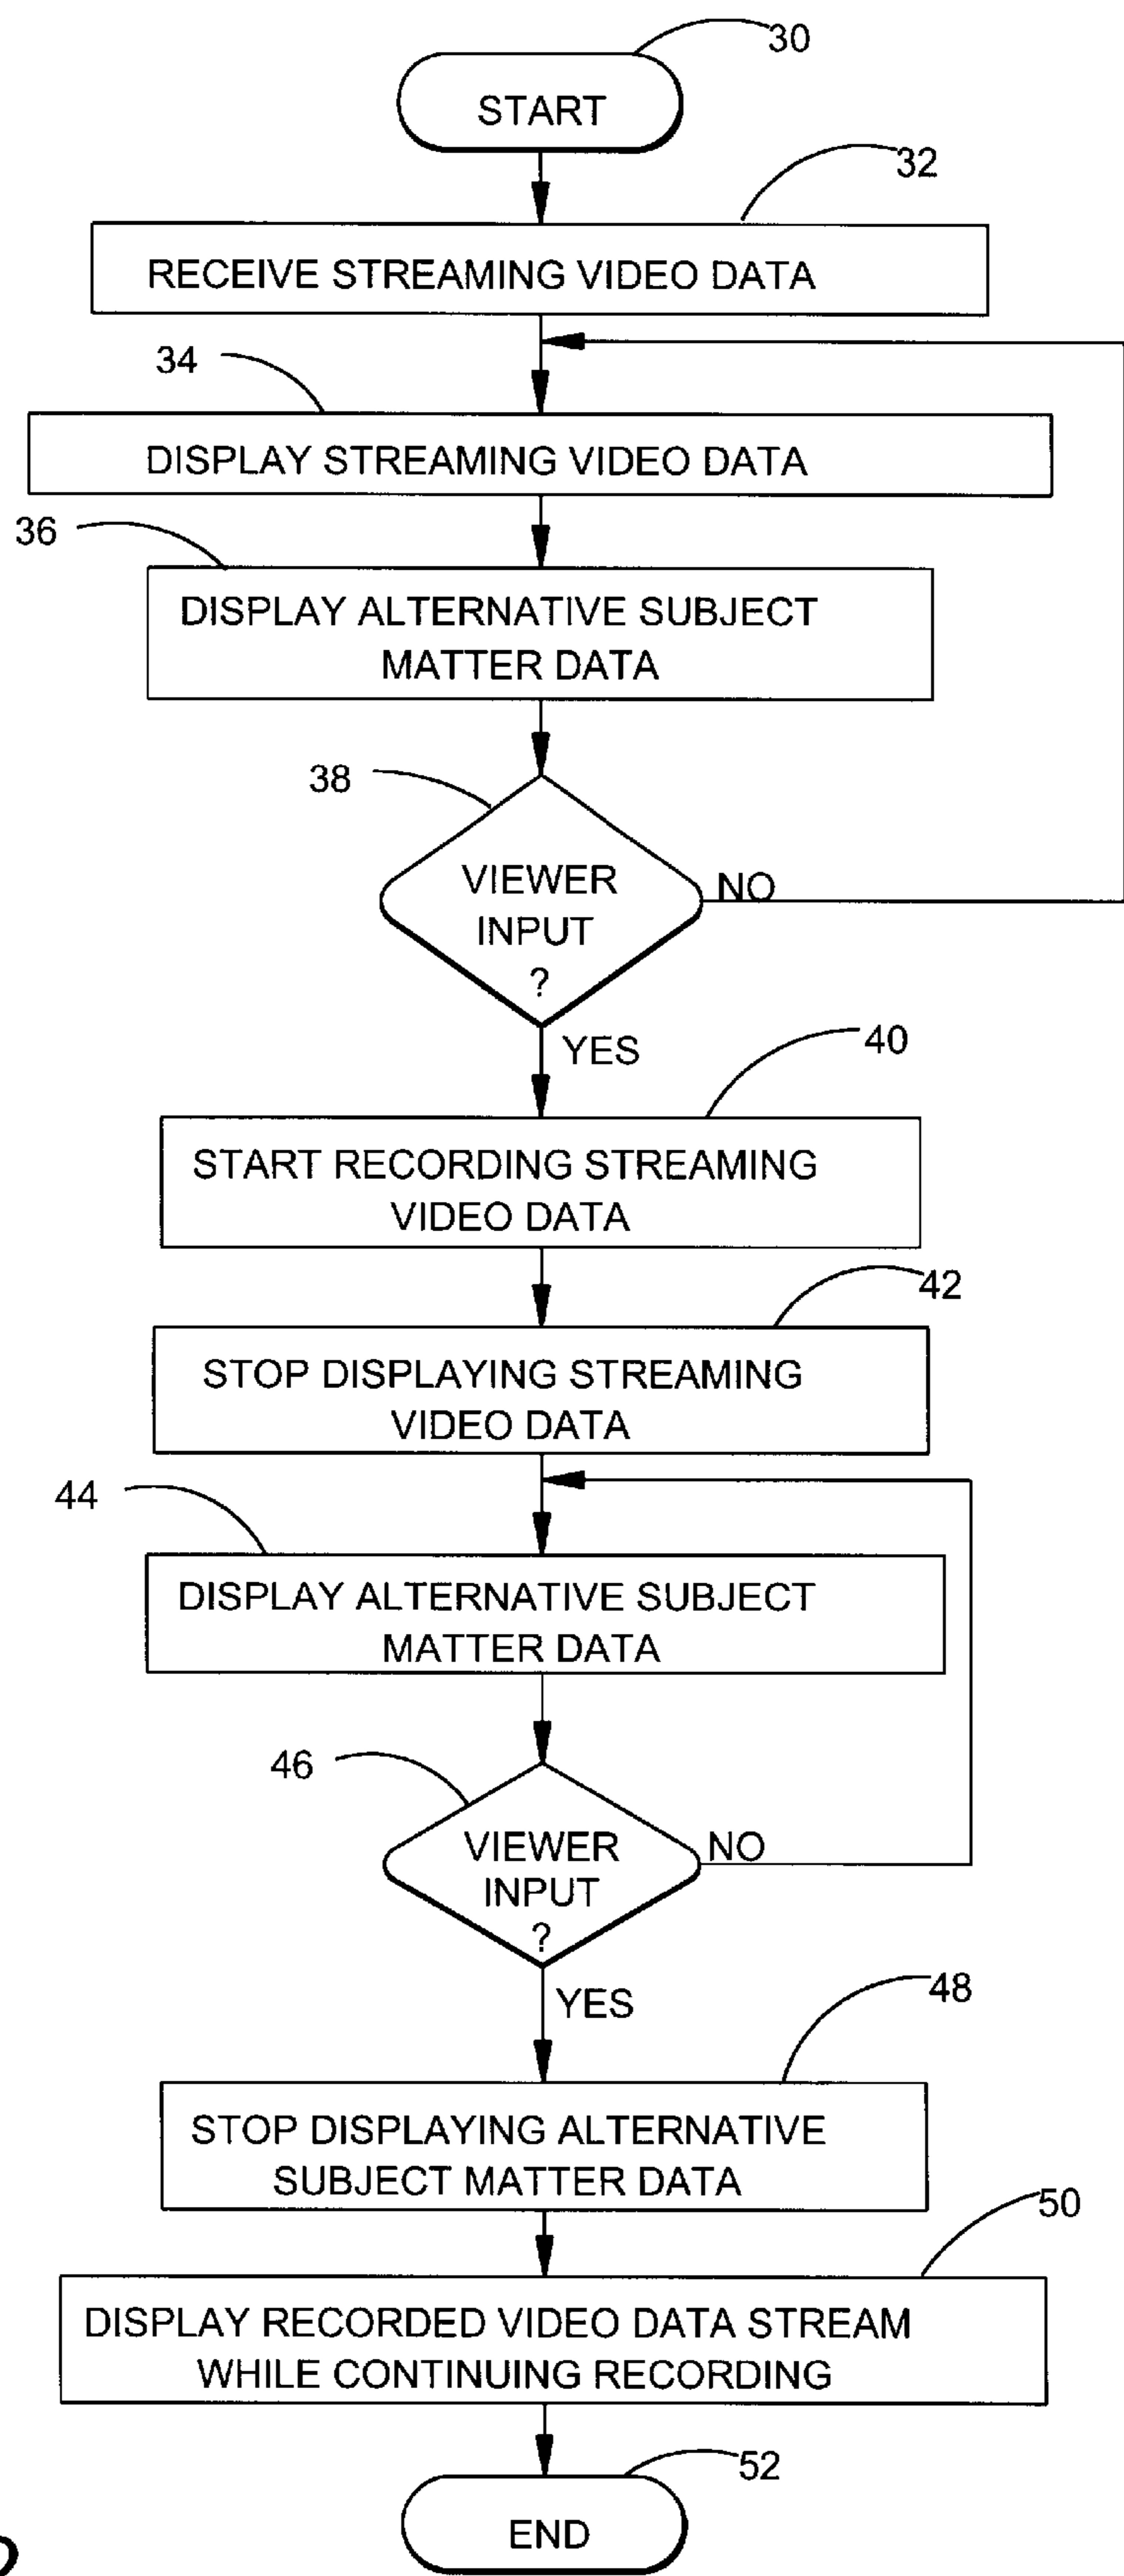 30
START
32
RECEIVE STREAMING VIDEO DATA
34
DISPLAY STREAMING VIDEO DATA
36
DISPLAY ALTERNATIVE SUBJECT
MATTER DATA
38
VIEWER
INPUT
?
NO
YES
40
START RECORDING STREAMING
VIDEO DATA
42
STOP DISPLAYING STREAMING
VIDEO DATA
44
DISPLAY ALTERNATIVE SUBJECT
MATTER DATA
46
VIEWER
INPUT
?
NO
YES
48
STOP DISPLAYING ALTERNATIVE
SUBJECT MATTER DATA
50
DISPLAY RECORDED VIDEO DATA STREAM
WHILE CONTINUING RECORDING
52
END